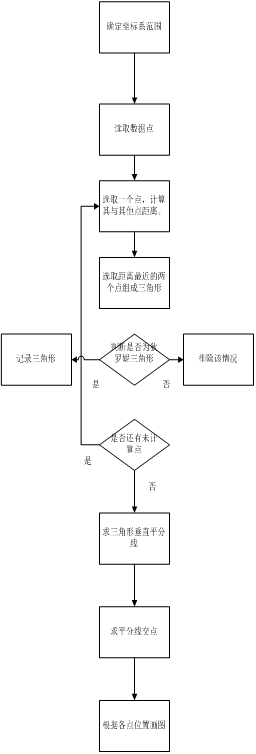 确定坐标系范围
选取数据点
选取一个点，计算
其与其他点距离。
选取距离最近的两
个点组成三角形
记录三角形
判断是否为狄
罗妮三角形
排除该情况
是
否
是否还有未计
算点
是
否
求三角形垂直平分
线
求平分线交点
根据各点位置画图